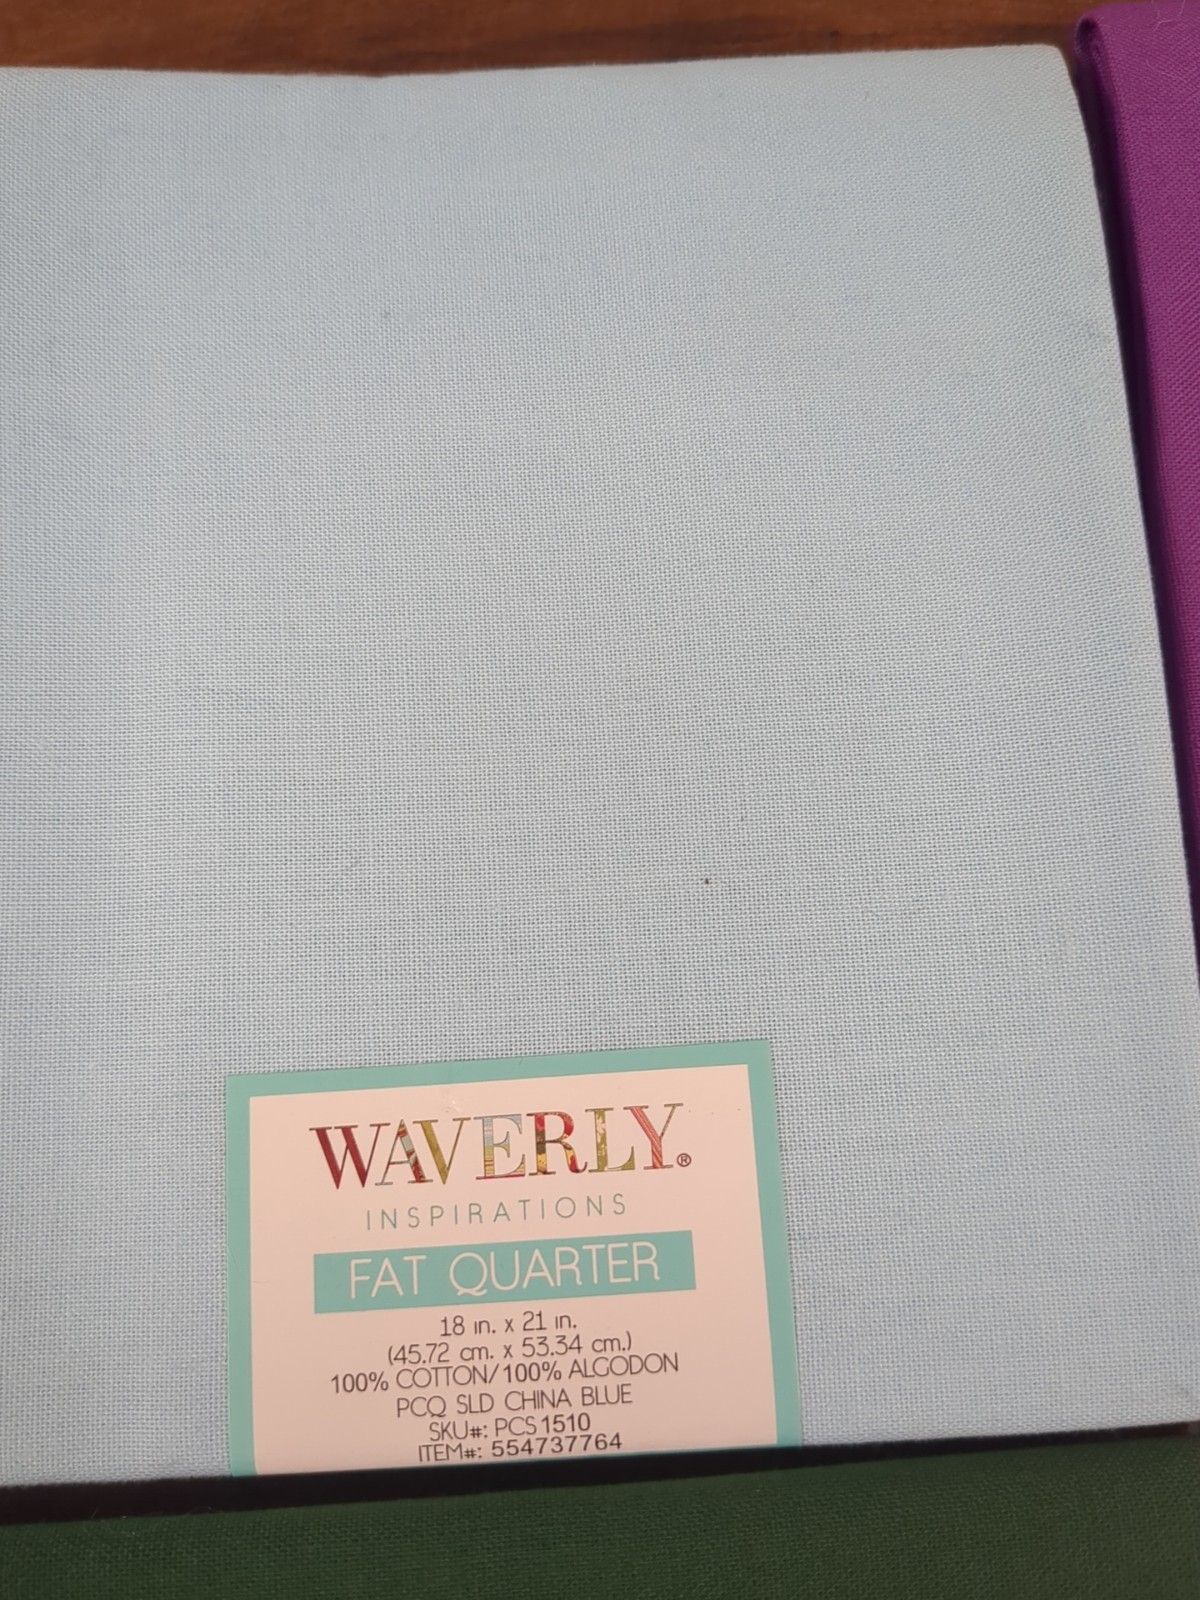 WAVERLY®
INSPIRATIONS
FAT QUARTER
18 in. x 21 in.
(45.72 cm. x 53.34 cm.)
100% COTTON/100% ALGODON
PCQ SLD CHINA BLUE
SKU#: PCS1510
ITEM#: 554737764